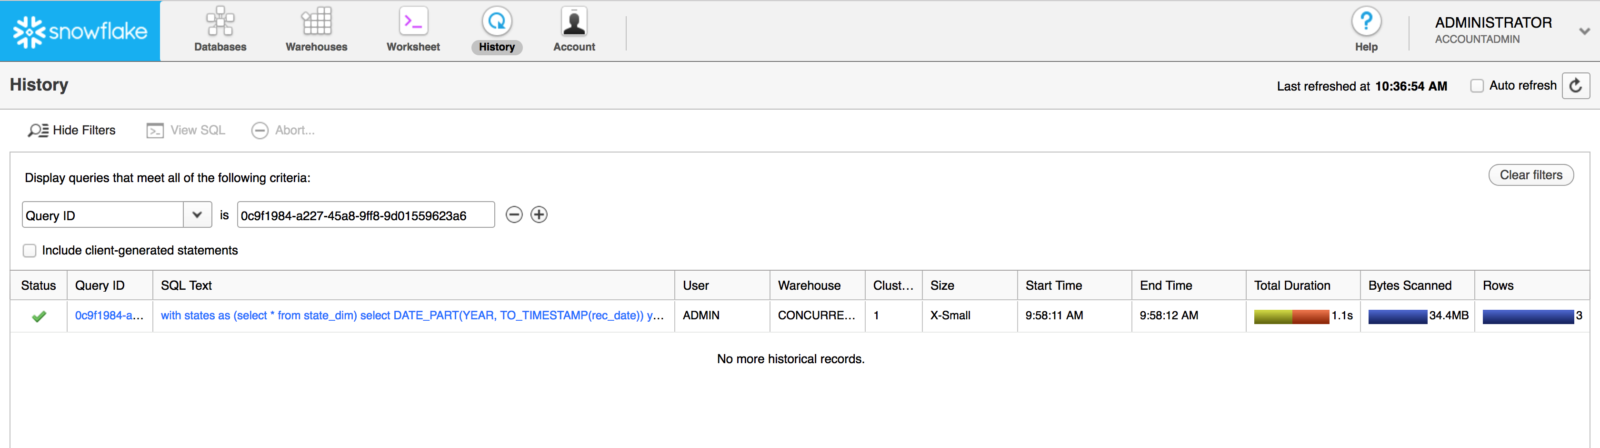 snowflake
Databases Warehouses Worksheet History Account Help
ADMINISTRATOR
ACCOUNTADMIN
History
Last refreshed at 10:36:54 AM Auto refresh
Hide Filters View SQL Abort...
Display queries that meet all of the following criteria: Clear filters
Query ID is 0c9f1984-a227-45a8-9ff8-9d01559623a6
Include client-generated statements
Status Query ID SQL Text User Warehouse Clust... Size Start Time End Time Total Duration Bytes Scanned Rows
0c9f1984-a... with states as (select * from state_dim) select DATE_PART(YEAR, TO_TIMESTAMP(rec_date)) y... ADMIN CONCURRE... 1 X-Small 9:58:11 AM 9:58:12 AM 1.1s 34.4MB 3
No more historical records.